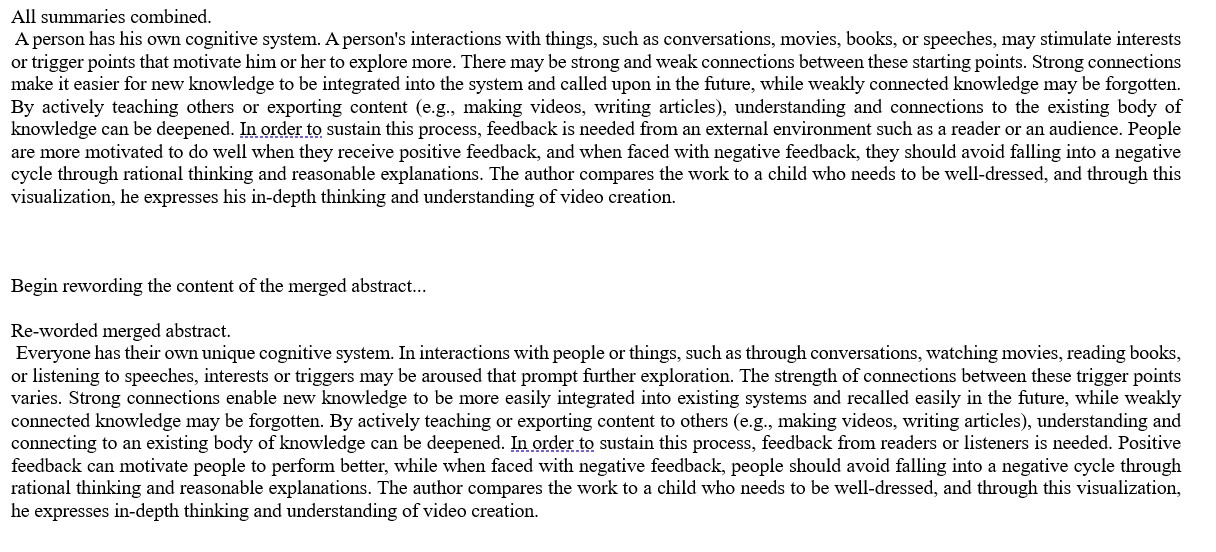 All summaries combined.
A person has his own cognitive system. A person's interactions with things, such as conversations, movies, books, or speeches, may stimulate interests
or trigger points that motivate him or her to explore more. There may be strong and weak connections between these starting points. Strong connections
make it easier for new knowledge to be integrated into the system and called upon in the future, while weakly connected knowledge may be forgotten.
By actively teaching others or exporting content (e.g., making videos, writing articles), understanding and connections to the existing body of
knowledge can be deepened. In order to sustain this process, feedback is needed from an external environment such as a reader or an audience. People
are more motivated to do well when they receive positive feedback, and when faced with negative feedback, they should avoid falling into a negative
cycle through rational thinking and reasonable explanations. The author compares the work to a child who needs to be well-dressed, and through this
visualization, he expresses his in-depth thinking and understanding of video creation.
Begin rewording the content of the merged abstract...
Re-worded merged abstract.
Everyone has their own unique cognitive system. In interactions with people or things, such as through conversations, watching movies, reading books,
or listening to speeches, interests or triggers may be aroused that prompt further exploration. The strength of connections between these trigger points
varies. Strong connections enable new knowledge to be more easily integrated into existing systems and recalled easily in the future, while weakly
connected knowledge may be forgotten. By actively teaching or exporting content to others (e.g., making videos, writing articles), understanding and
connecting to an existing body of knowledge can be deepened. In order to sustain this process, feedback from readers or listeners is needed. Positive
feedback can motivate people to perform better, while when faced with negative feedback, people should avoid falling into a negative cycle through
rational thinking and reasonable explanations. The author compares the work to a child who needs to be well-dressed, and through this visualization,
he expresses in-depth thinking and understanding of video creation.